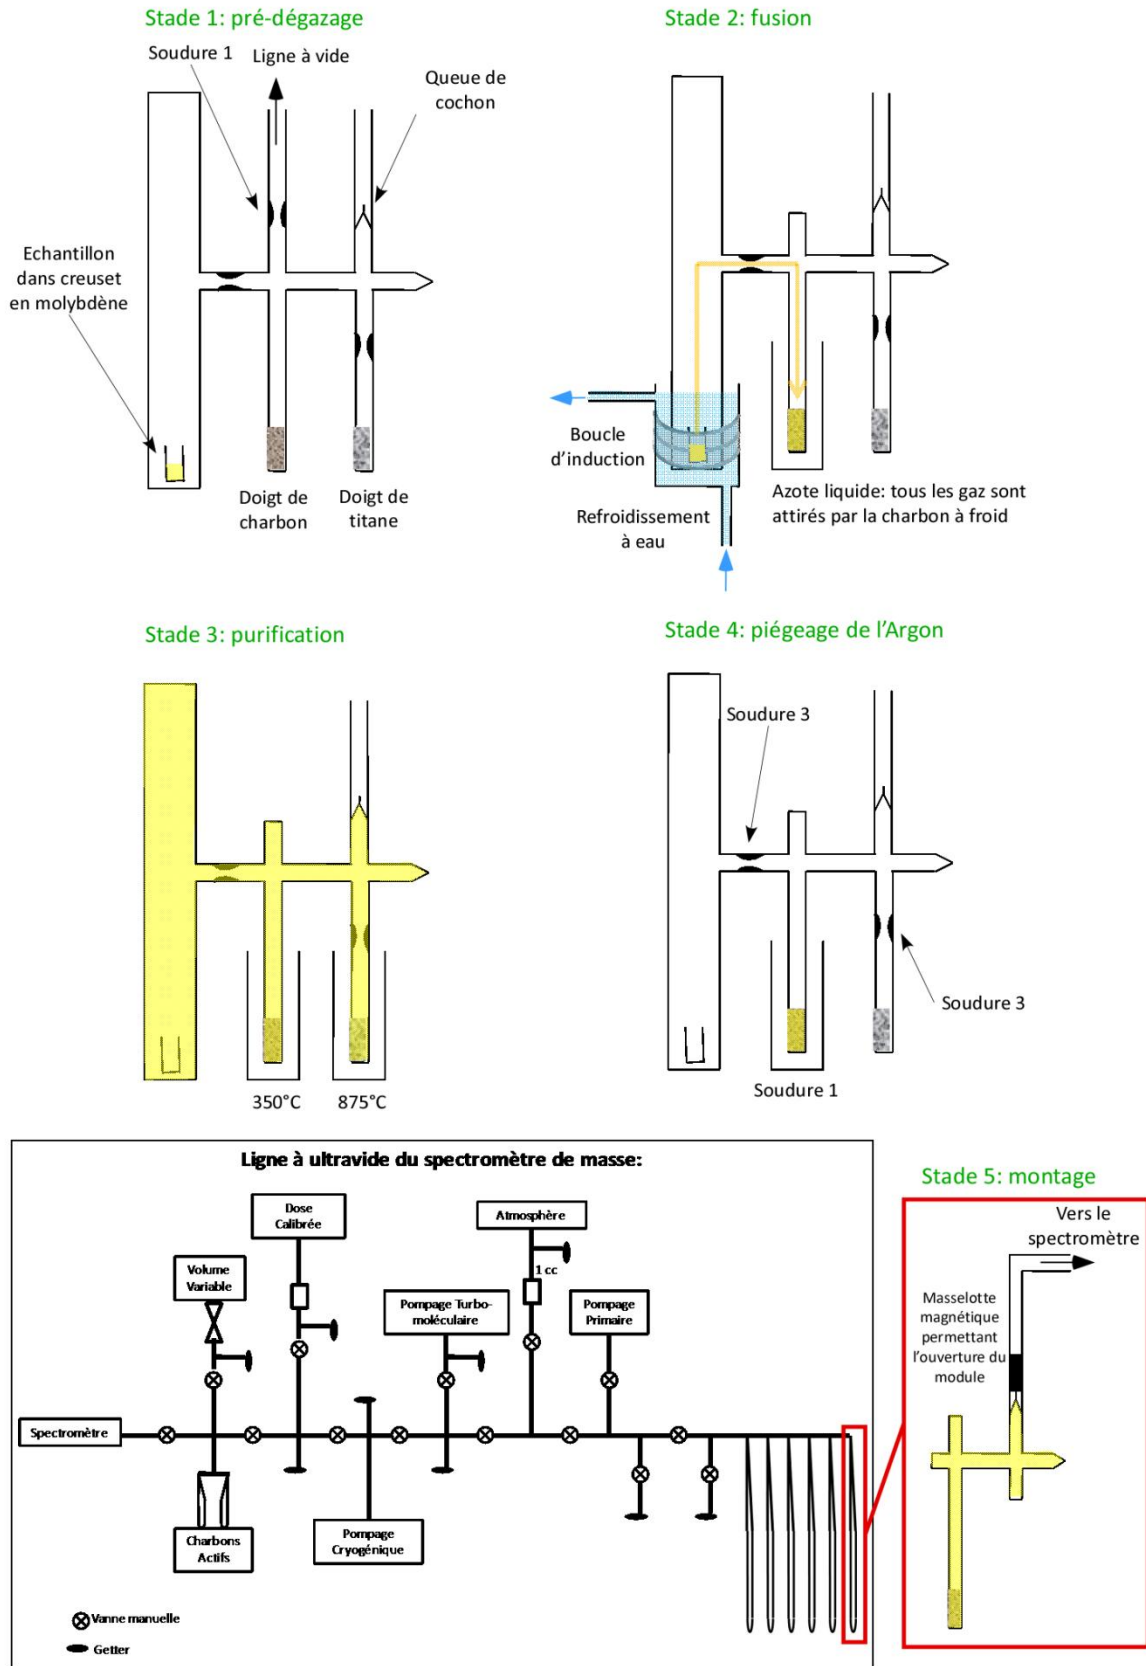 Stade 1: pré-dégazage
Soudure 1
Ligne à vide
Queue de
cochon
Echantillon
dans creuset
en molybdène
Doigt de
charbon
Doigt de
titane
Stade 2: fusion
Boucle
d'induction
Refroidissement
à eau
Azote liquide: tous les gaz sont
attirés par la charbon à froid
Stade 3: purification
350°C
875°C
Stade 4: piégeage de l'Argon
Soudure 3
Soudure 3
Soudure 1
Ligne à ultravide du spectromètre de masse:
Dose
Calibrée
Atmosphère
1 cc
Volume
Variable
Pompage Turbo-
moléculaire
Pompage
Primaire
Spectromètre
Charbons
Actifs
Pompage
Cryogénique
Vanne manuelle
Getter
Stade 5: montage
Vers le
spectromètre
Masselotte
magnétique
permettant
l'ouverture du
module